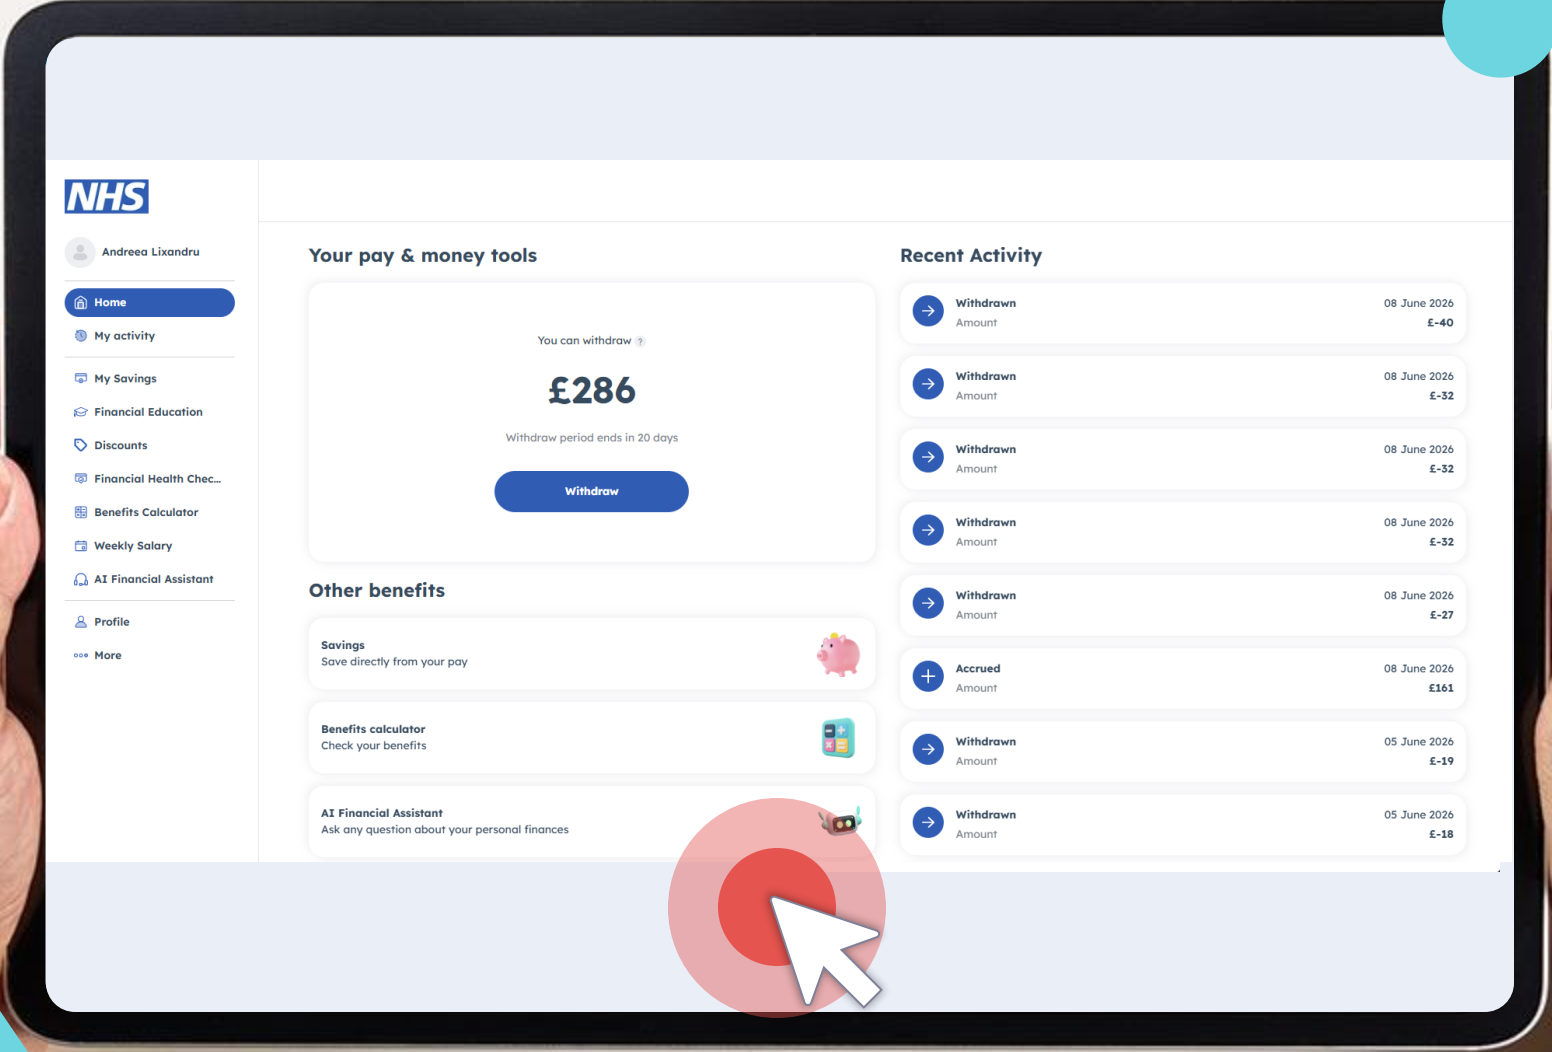 NHS
Andreea Lixandru
Home
My activity
My Savings
Financial Education
Discounts
Financial Health Chec...
Benefits Calculator
Weekly Salary
AI Financial Assistant
Profile
More
Your pay & money tools
You can withdraw ?
£286
Withdraw period ends in 20 days
Withdraw
Other benefits
Savings
Save directly from your pay
Benefits calculator
Check your benefits
AI Financial Assistant
Ask any question about your personal finances
Recent Activity
Withdrawn 08 June 2026
Amount £-40
Withdrawn 08 June 2026
Amount £-32
Withdrawn 08 June 2026
Amount £-32
Withdrawn 08 June 2026
Amount £-32
Withdrawn 08 June 2026
Amount £-27
Accrued 08 June 2026
Amount £161
Withdrawn 05 June 2026
Amount £-19
Withdrawn 05 June 2026
Amount £-18